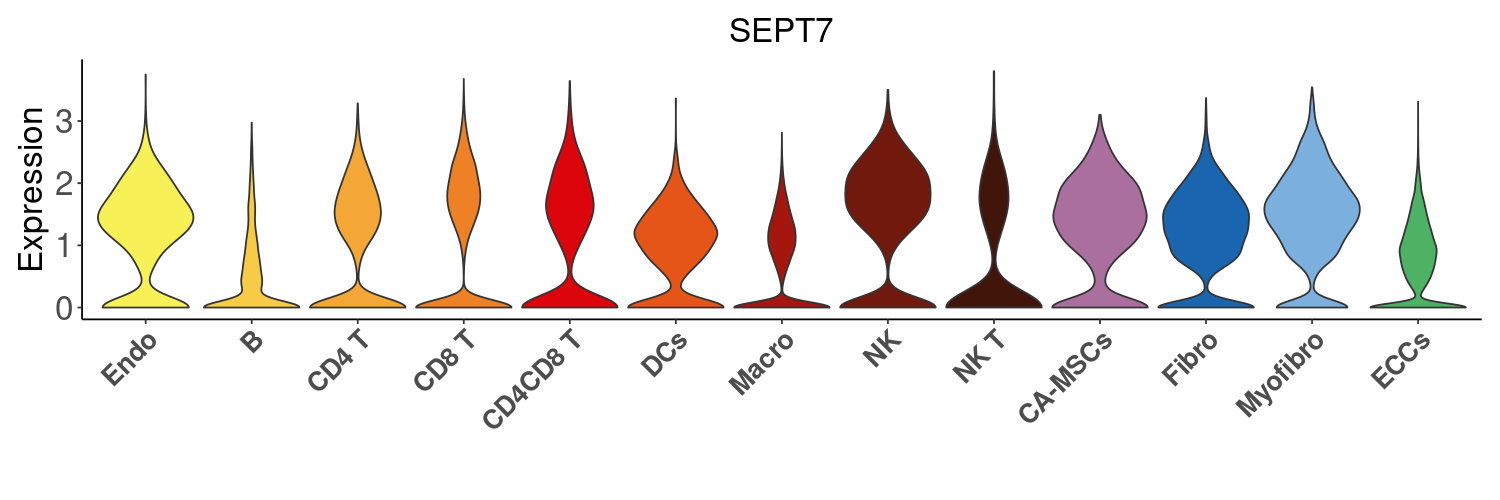 SEPT7
Expression
3
2
1
0
Endo
B
CD4 T
CD8 T
CD4CD8 T
DCs
Macro
NK
NK T
CA-MSCs
Fibro
Myofibro
ECCs